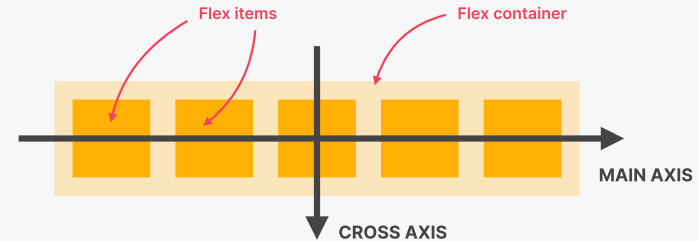 Flex items
Flex container
MAIN AXIS
CROSS AXIS